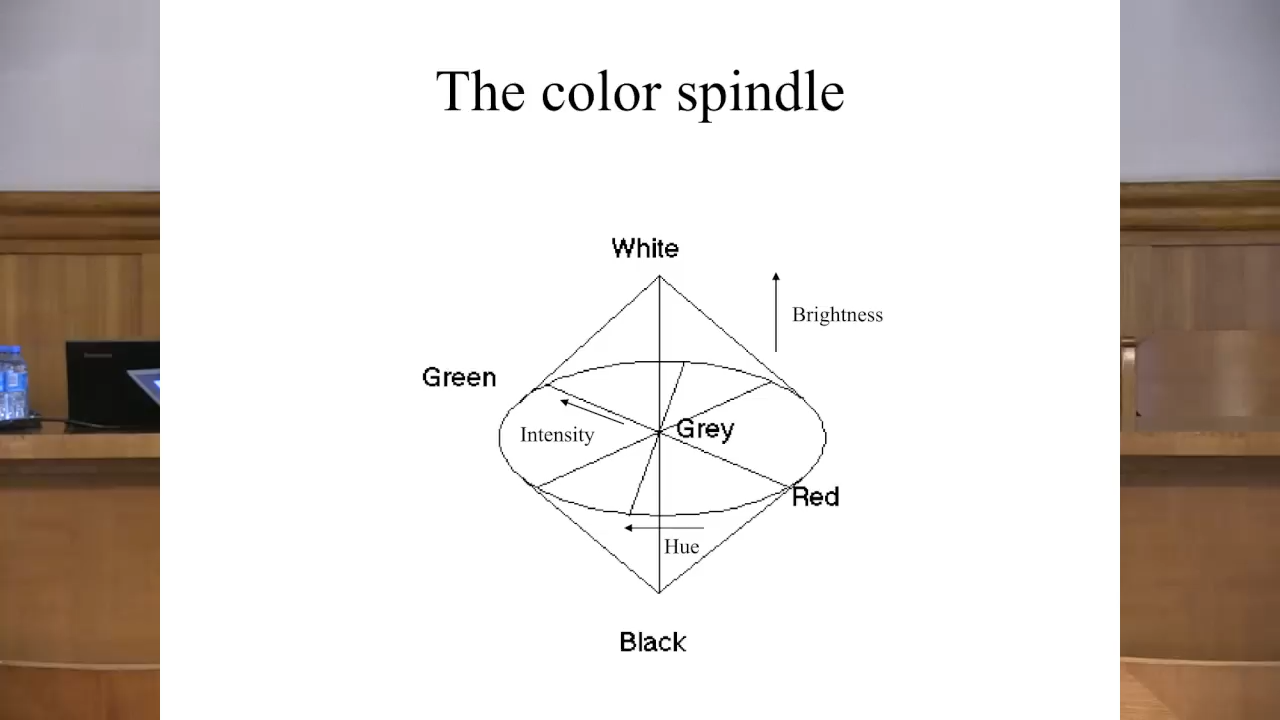 The color spindle
White
Brightness
Green
Intensity
Grey
Red
Hue
Black